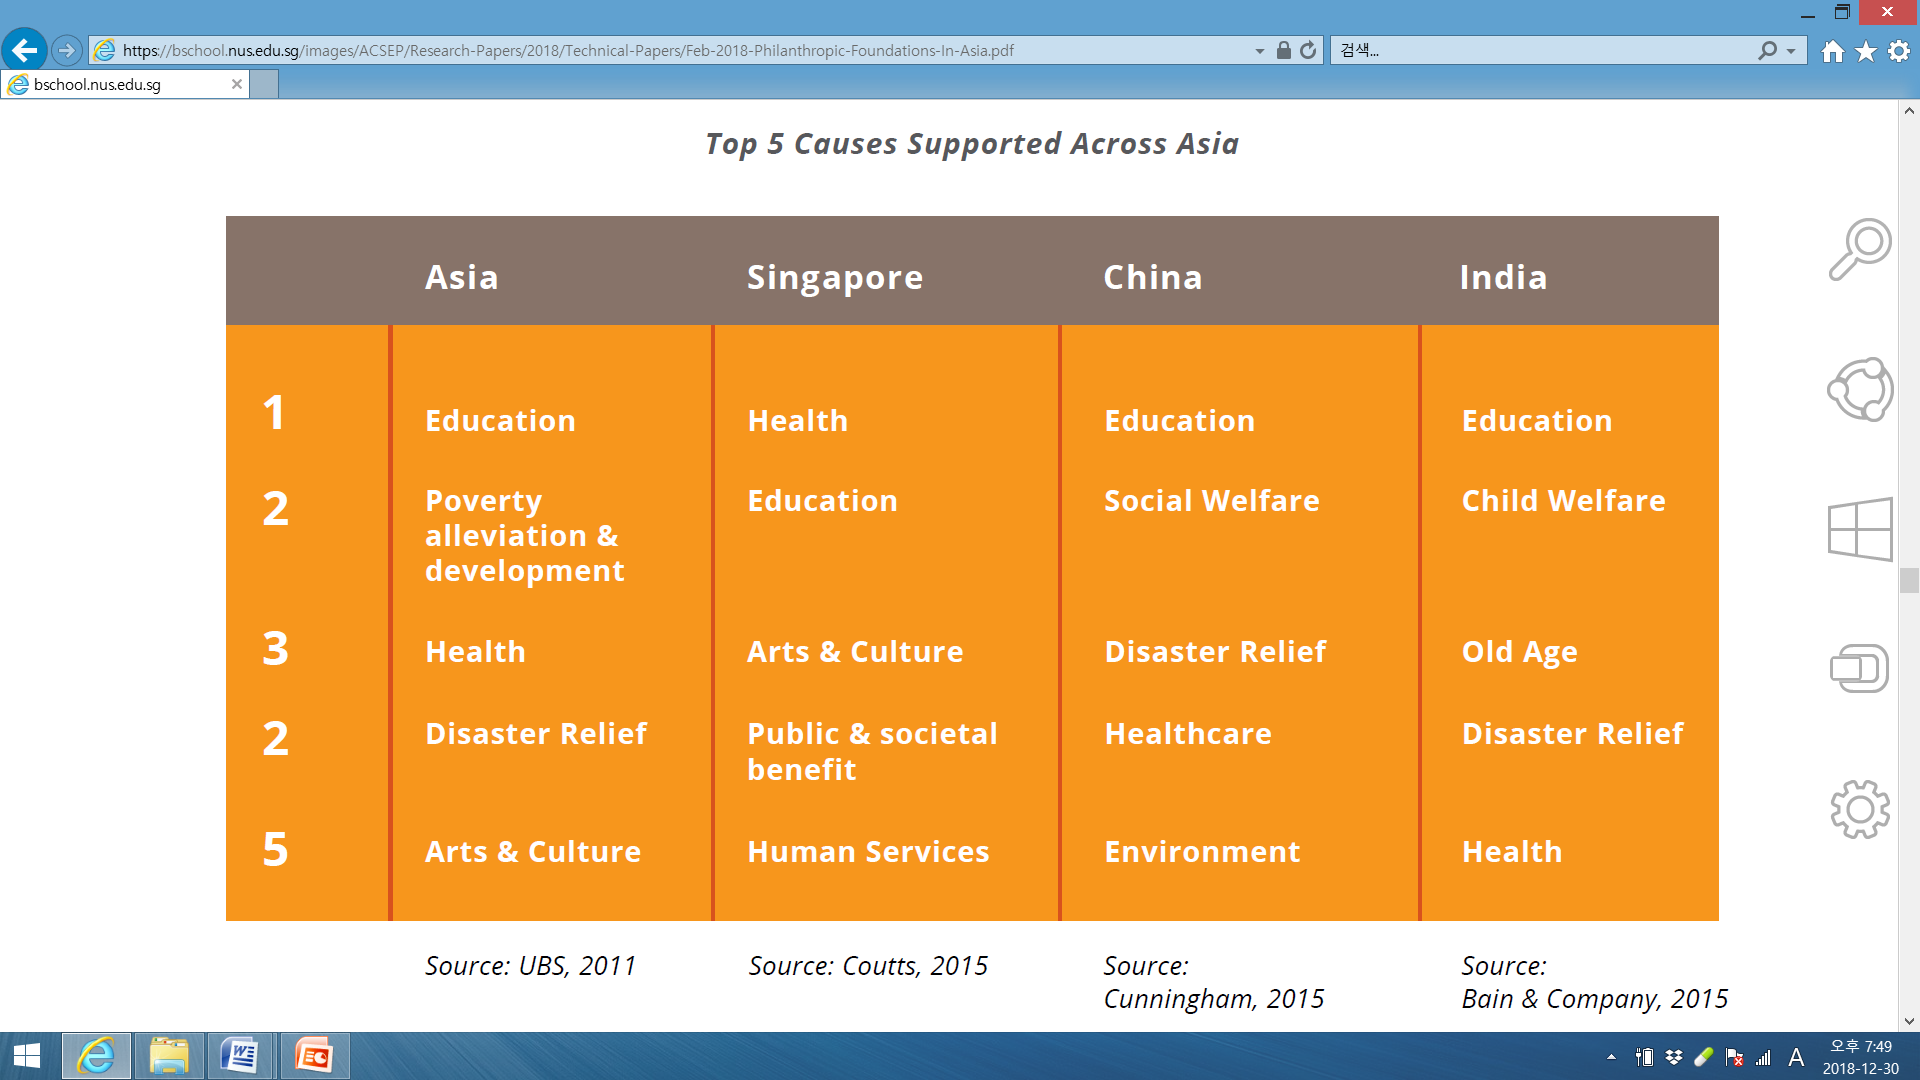 https://bschool.nus.edu.sg/images/ACSEP/Research-Papers/2018/Technical-Papers/Feb-2018-Philanthropic-Foundations-In-Asia.pdf
검색...
bschool.nus.edu.sg
Top 5 Causes Supported Across Asia
Asia Singapore China India
1 Education Health Education Education
2 Poverty Education Social Welfare Child Welfare
alleviation &
development
3 Health Arts & Culture Disaster Relief Old Age
2 Disaster Relief Public & societal Healthcare Disaster Relief
benefit
5 Arts & Culture Human Services Environment Health
Source: UBS, 2011 Source: Coutts, 2015 Source: Source:
Cunningham, 2015 Bain & Company, 2015
A 오후 7:49
2018-12-30